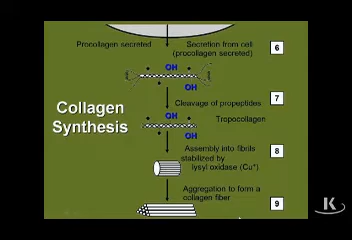 Procollagen secreted
Secretion from cell
(procollagen secreted)
6
OH
OH
Cleavage of propeptides
7
Collagen
Synthesis
OH
Tropocollagen
OH
Assembly into fibrils
stabilized by
lysyl oxidase (Cu⁺)
8
Aggregation to form a
collagen fiber
9
K